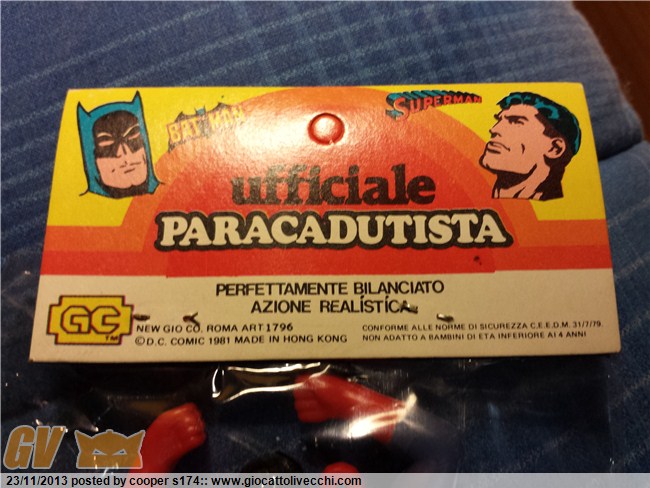 BATMAN
SUPERMAN
ufficiale
PARACADUTISTA
PERFETTAMENTE BILANCIATO
AZIONE REALÍSTÍCA
GC
TM
NEW GIO CO. ROMA ART 1796
© D.C. COMIC 1981 MADE IN HONG KONG
CONFORME ALLE NORME DI SICUREZZA C.E.E.D.M. 31/7/79.
NON ADATTO A BAMBINI DI ETA INFERIORE AI 4 ANNI
GV
23/11/2013 posted by cooper s174:: www.giocattolivecchi.com